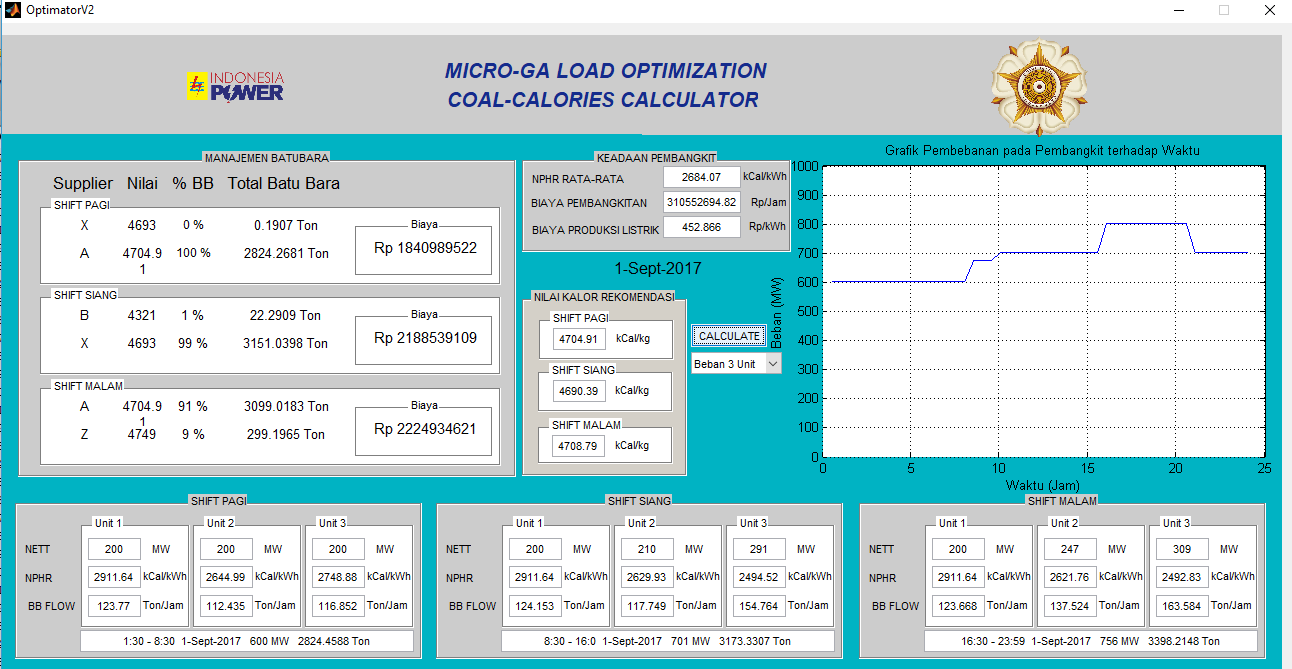 OptimatorV2
INDONESIA
POWER
MICRO-GA LOAD OPTIMIZATION
COAL-CALORIES CALCULATOR
MANAJEMEN BATUBARA
Supplier Nilai % BB Total Batu Bara
SHIFT PAGI
X 4693 0 % 0.1907 Ton
A 4704.9
1 100 % 2824.2681 Ton
Biaya
Rp 1840989522
SHIFT SIANG
B 4321 1 % 22.2909 Ton
X 4693 99 % 3151.0398 Ton
Biaya
Rp 2188539109
SHIFT MALAM
A 4704.9
1 91 % 3099.0183 Ton
Z 4749 9 % 299.1965 Ton
Biaya
Rp 2224934621
KEADAAN PEMBANGKIT
NPHR RATA-RATA 2684.07 kCal/kWh
BIAYA PEMBANGKITAN 310552694.82 Rp/Jam
BIAYA PRODUKSI LISTRIK 452.866 Rp/kWh
1-Sept-2017
NILAI KALOR REKOMENDASI
SHIFT PAGI
4704.91 kCal/kg
SHIFT SIANG
4690.39 kCal/kg
SHIFT MALAM
4708.79 kCal/kg
CALCULATE
Beban 3 Unit
Grafik Pembebanan pada Pembangkit terhadap Waktu
1000
900
800
700
600
500
400
300
200
100
0
Beban (MW)
0 5 10 15 20 25
Waktu (Jam)
SHIFT PAGI
Unit 1 Unit 2 Unit 3
NETT 200 MW 200 MW 200 MW
NPHR 2911.64 kCal/kWh 2644.99 kCal/kWh 2748.88 kCal/kWh
BB FLOW 123.77 Ton/Jam 112.435 Ton/Jam 116.852 Ton/Jam
1:30 - 8:30 1-Sept-2017 600 MW 2824.4588 Ton
SHIFT SIANG
Unit 1 Unit 2 Unit 3
NETT 200 MW 210 MW 291 MW
NPHR 2911.64 kCal/kWh 2629.93 kCal/kWh 2494.52 kCal/kWh
BB FLOW 124.153 Ton/Jam 117.749 Ton/Jam 154.764 Ton/Jam
8:30 - 16:0 1-Sept-2017 701 MW 3173.3307 Ton
SHIFT MALAM
Unit 1 Unit 2 Unit 3
NETT 200 MW 247 MW 309 MW
NPHR 2911.64 kCal/kWh 2621.76 kCal/kWh 2492.83 kCal/kWh
BB FLOW 123.668 Ton/Jam 137.524 Ton/Jam 163.584 Ton/Jam
16:30 - 23:59 1-Sept-2017 756 MW 3398.2148 Ton